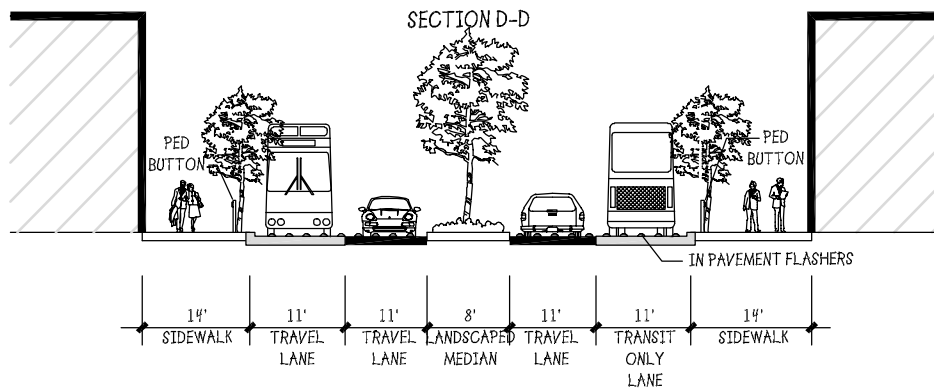 SECTION D-D
PED
BUTTON
PED
BUTTON
IN PAVEMENT FLASHERS
14' 11' 11' 8' 11' 11' 14'
SIDEWALK TRAVEL TRAVEL LANDSCAPED TRAVEL TRANSIT SIDEWALK
LANE LANE MEDIAN LANE ONLY
LANE